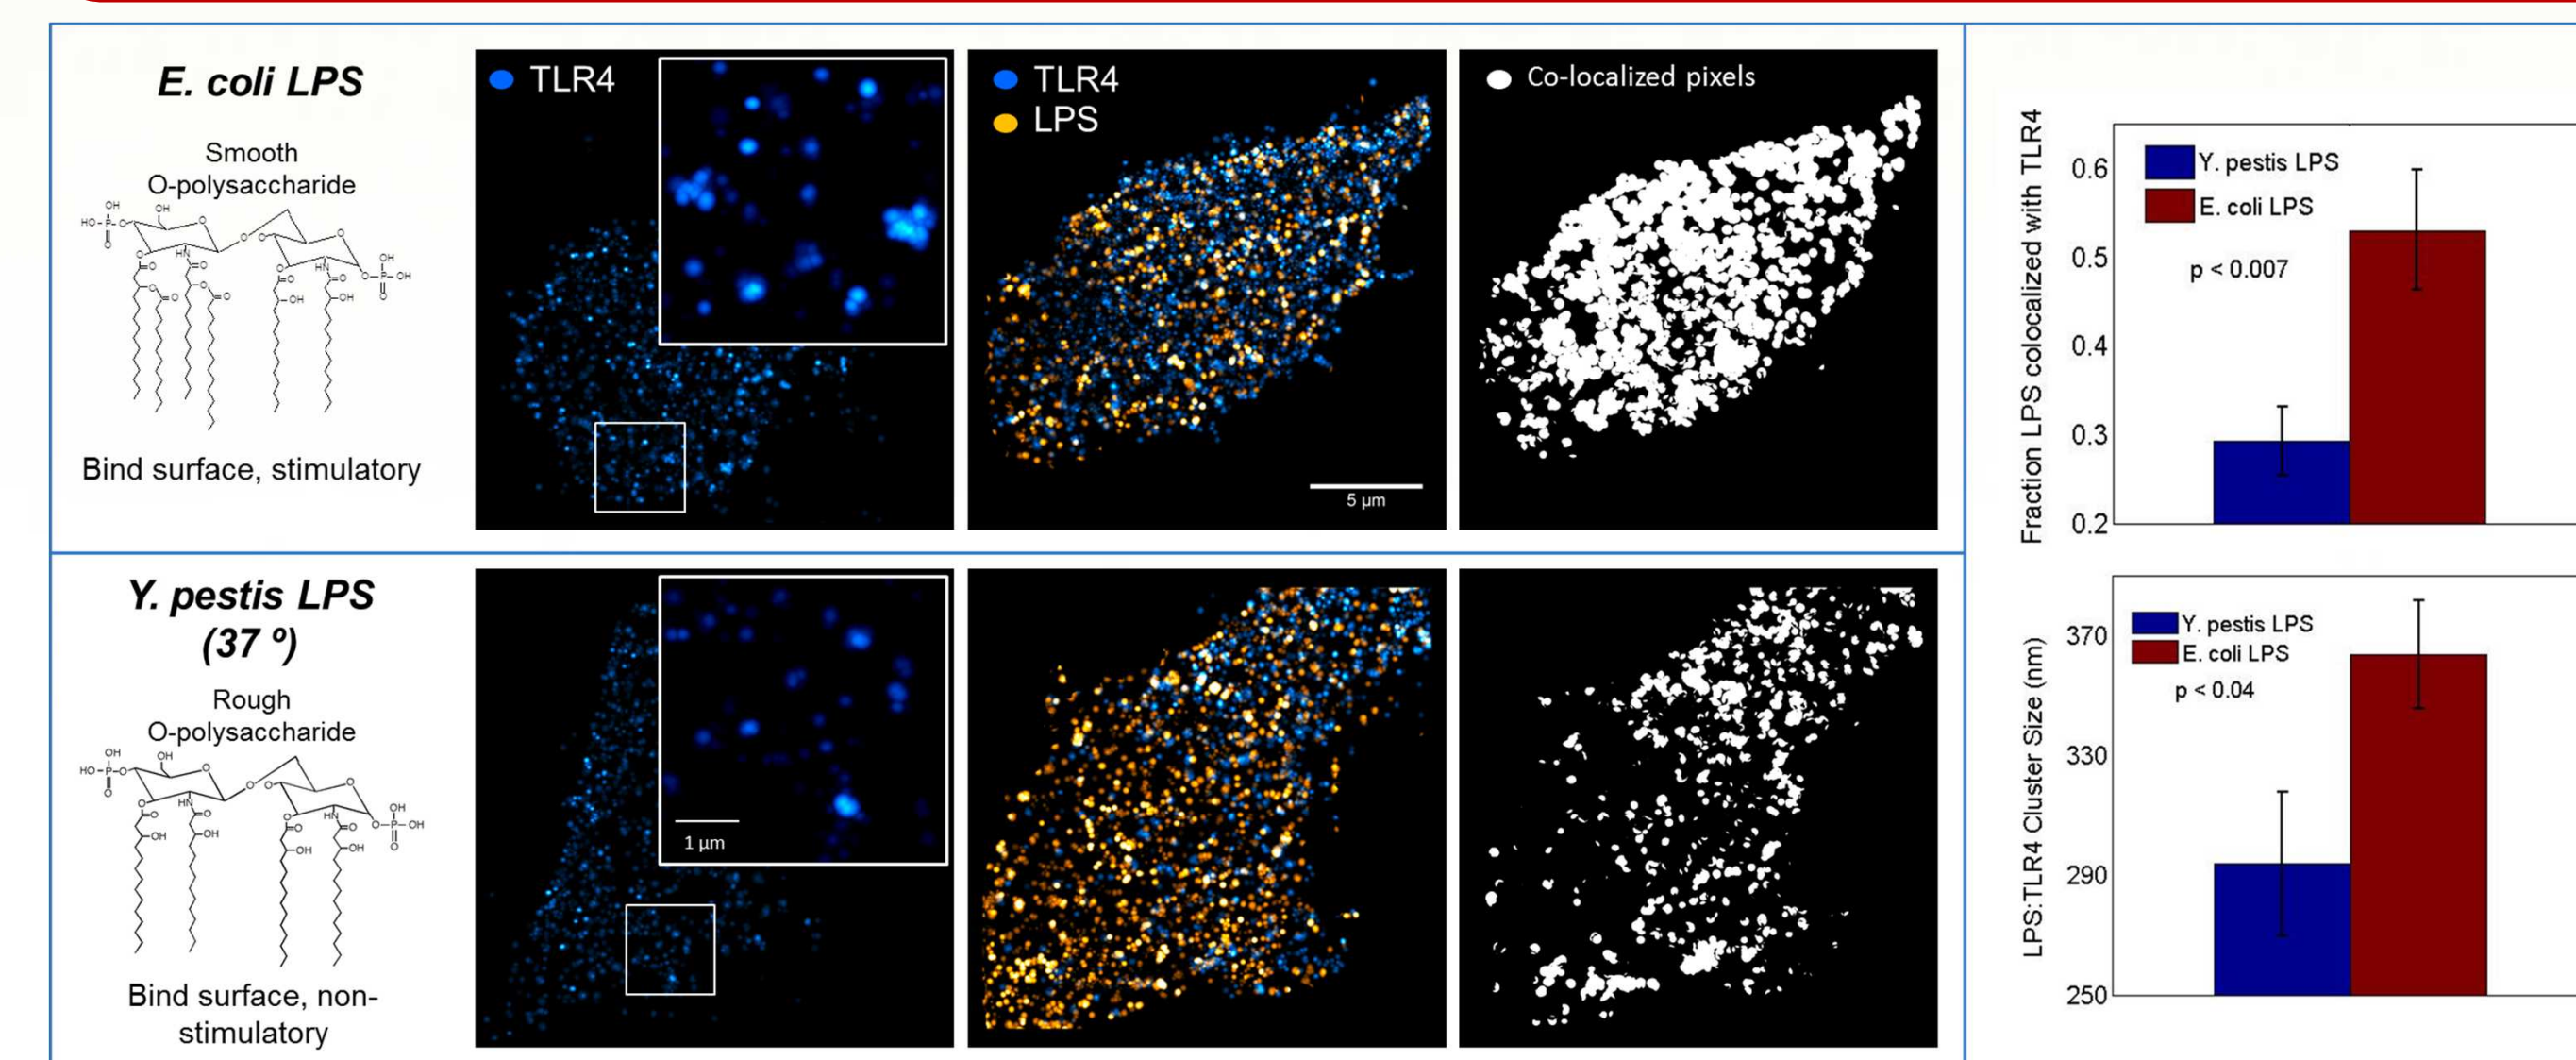 E. coli LPS
Smooth
O-polysaccharide
Bind surface, stimulatory
TLR4
TLR4
LPS
5 µm
Co-localized pixels
Y. pestis LPS
(37 º)
Rough
O-polysaccharide
Bind surface, non-
stimulatory
1 µm
Fraction LPS colocalized with TLR4
0.6
0.5
0.4
0.3
0.2
Y. pestis LPS
E. coli LPS
p < 0.007
LPS:TLR4 Cluster Size (nm)
370
330
290
250
Y. pestis LPS
E. coli LPS
p < 0.04